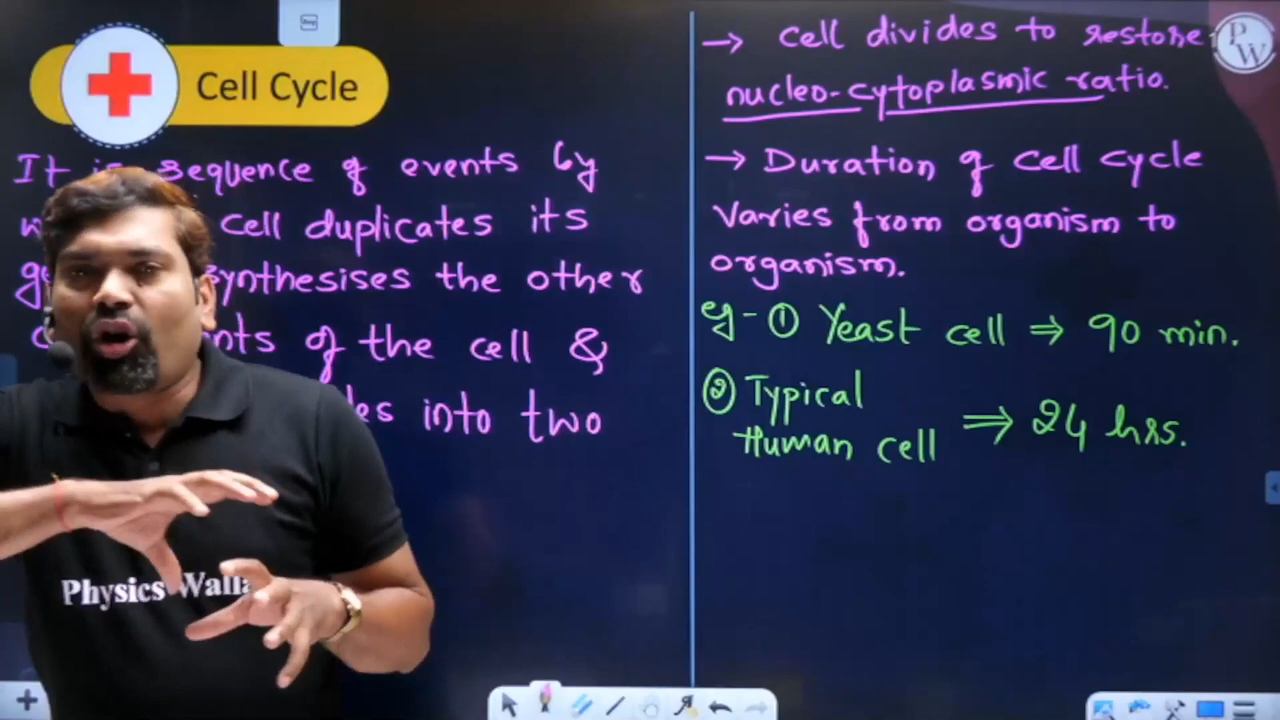 Cell Cycle
It is sequence of events by
cell duplicates its
synthesises the other
of the cell &
into two
→ cell divides to restore
nucleo-cytoplasmic ratio.
→ Duration of cell cycle
varies from organism to
organism.
eg- ① Yeast cell ⇒ 90 min.
② Typical
Human cell ⇒ 24 hrs.
PW
Physics Walla